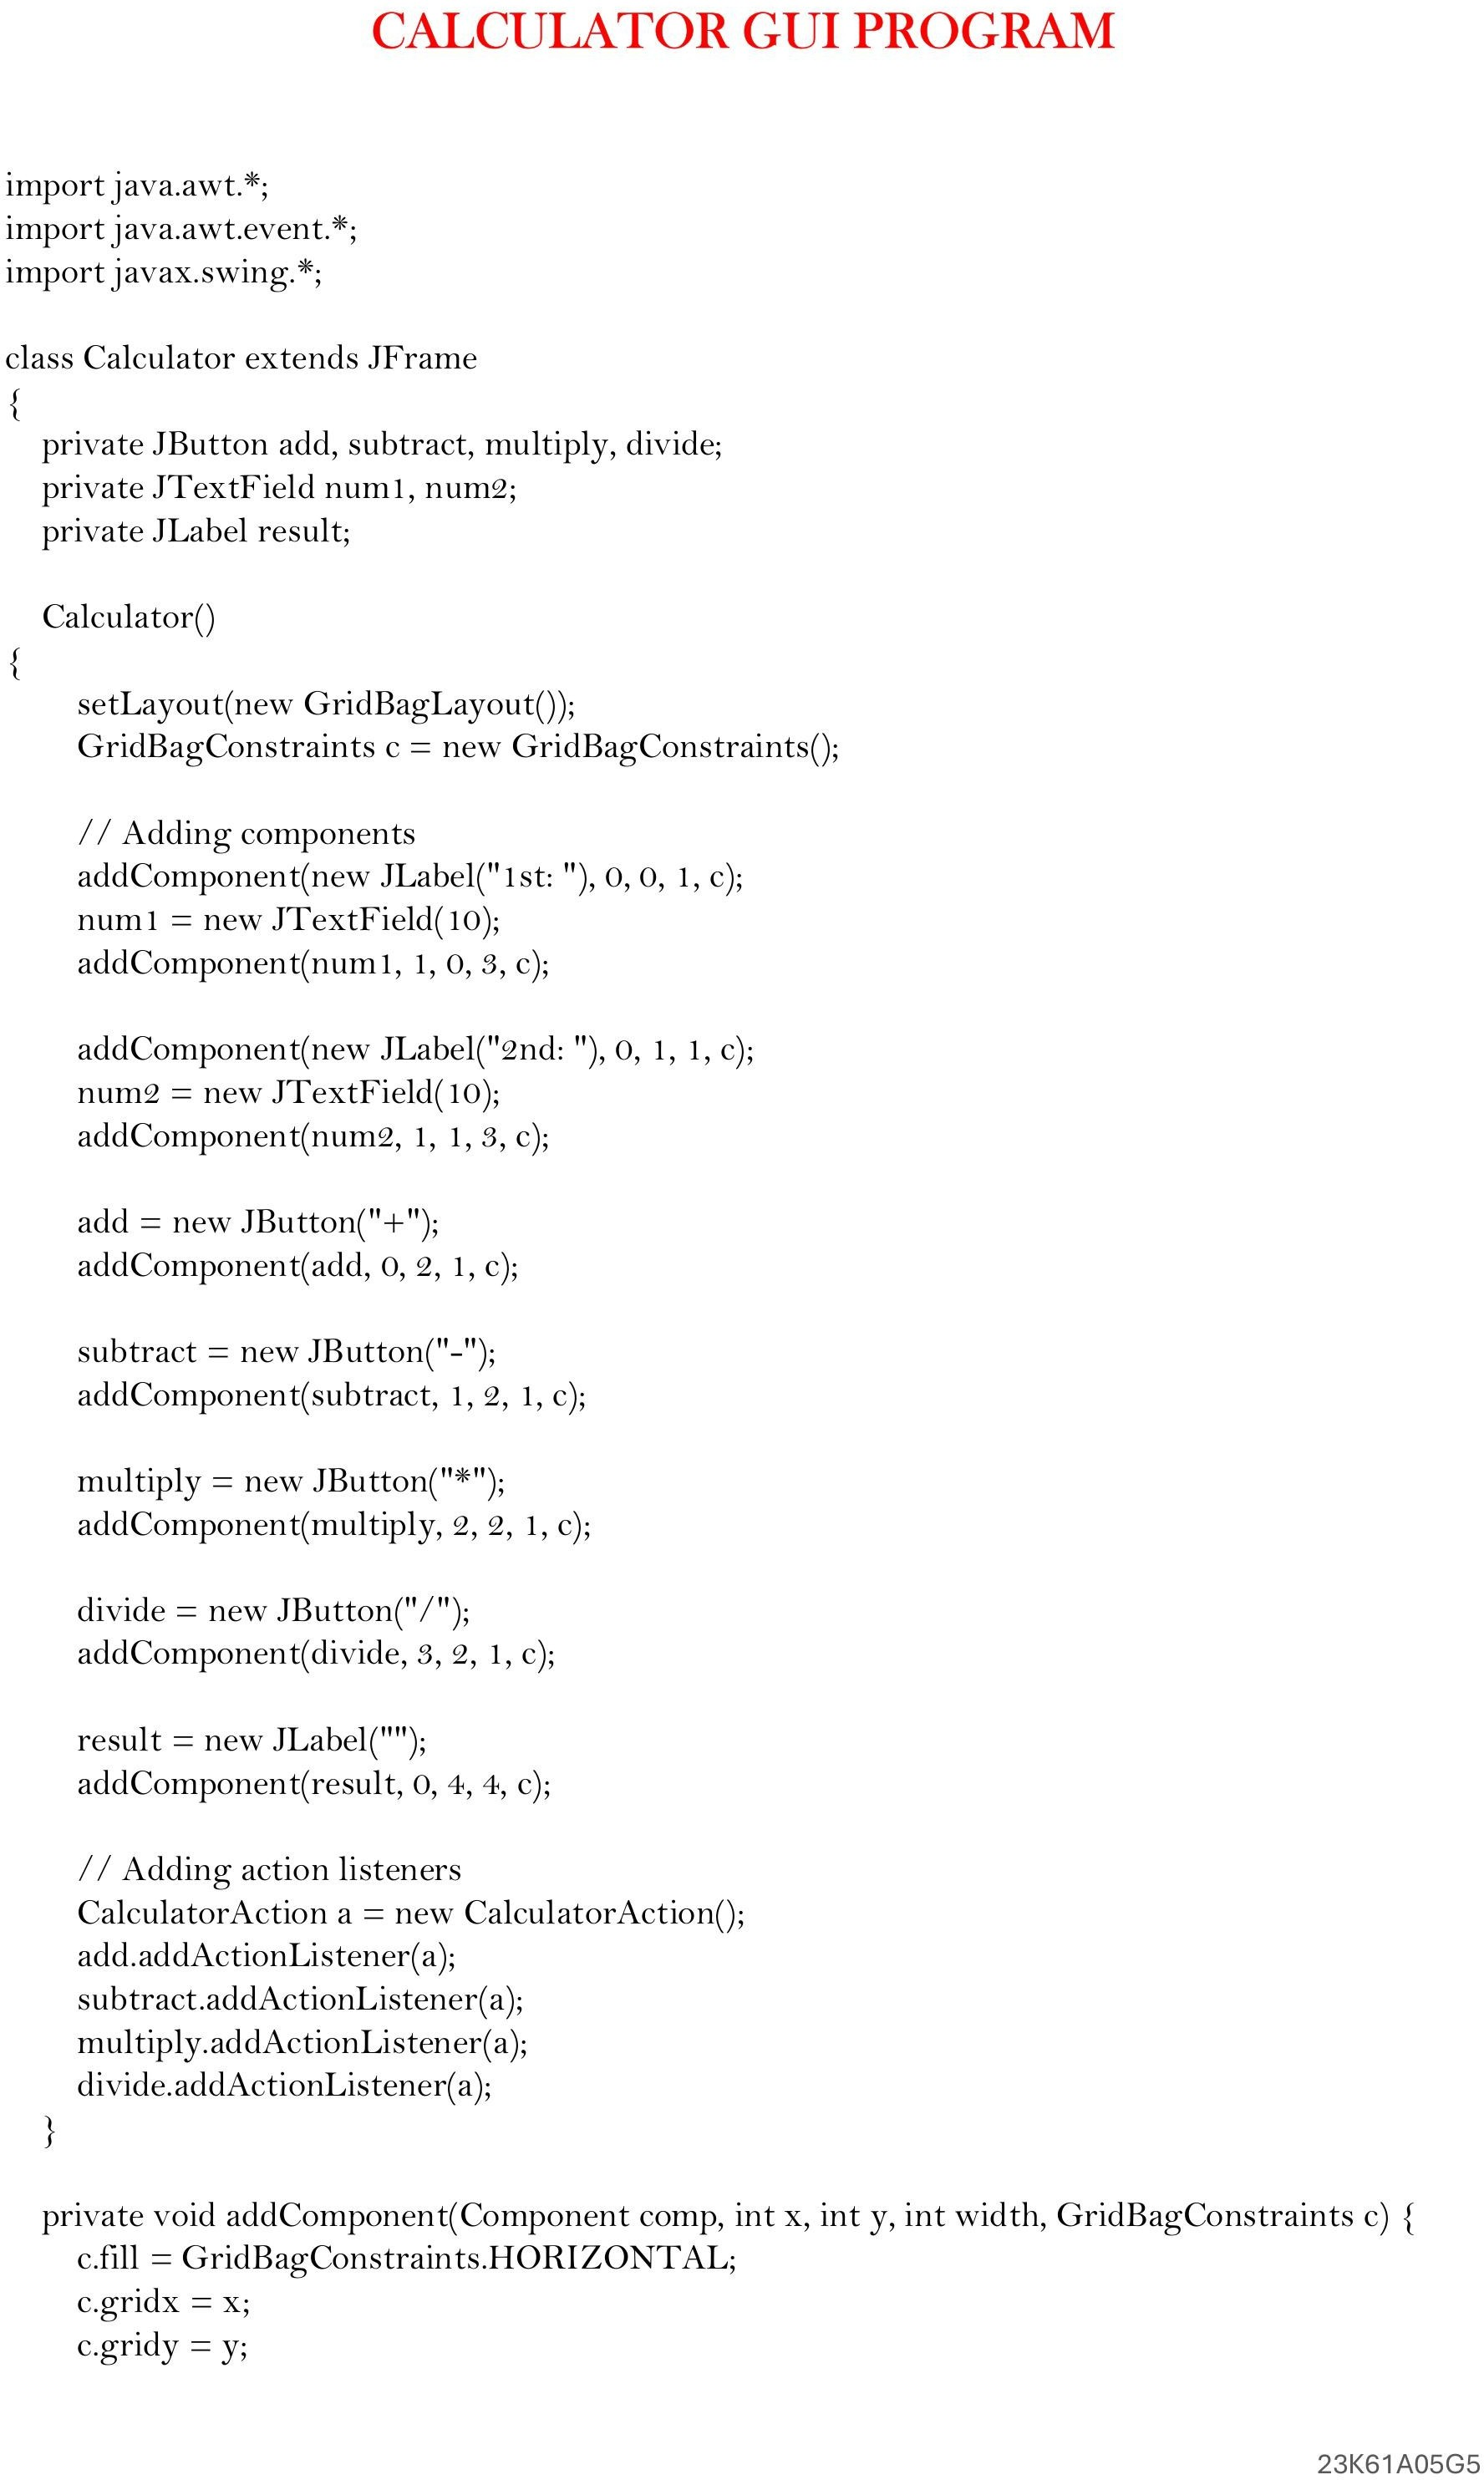 CALCULATOR GUI PROGRAM
import java.awt.*;
import java.awt.event.*;
import javax.swing.*;
class Calculator extends JFrame
{
private JButton add, subtract, multiply, divide;
private JTextField num1, num2;
private JLabel result;
Calculator()
{
setLayout(new GridBagLayout());
GridBagConstraints c = new GridBagConstraints();
// Adding components
addComponent(new JLabel("1st: "), 0, 0, 1, c);
num1 = new JTextField(10);
addComponent(num1, 1, 0, 3, c);
addComponent(new JLabel("2nd: "), 0, 1, 1, c);
num2 = new JTextField(10);
addComponent(num2, 1, 1, 3, c);
add = new JButton("+");
addComponent(add, 0, 2, 1, c);
subtract = new JButton("-");
addComponent(subtract, 1, 2, 1, c);
multiply = new JButton("*");
addComponent(multiply, 2, 2, 1, c);
divide = new JButton("/");
addComponent(divide, 3, 2, 1, c);
result = new JLabel("");
addComponent(result, 0, 4, 4, c);
// Adding action listeners
CalculatorAction a = new CalculatorAction();
add.addActionListener(a);
subtract.addActionListener(a);
multiply.addActionListener(a);
divide.addActionListener(a);
}
private void addComponent(Component comp, int x, int y, int width, GridBagConstraints c) {
c.fill = GridBagConstraints.HORIZONTAL;
c.gridx = x;
c.gridy = y;
23K61A05G5